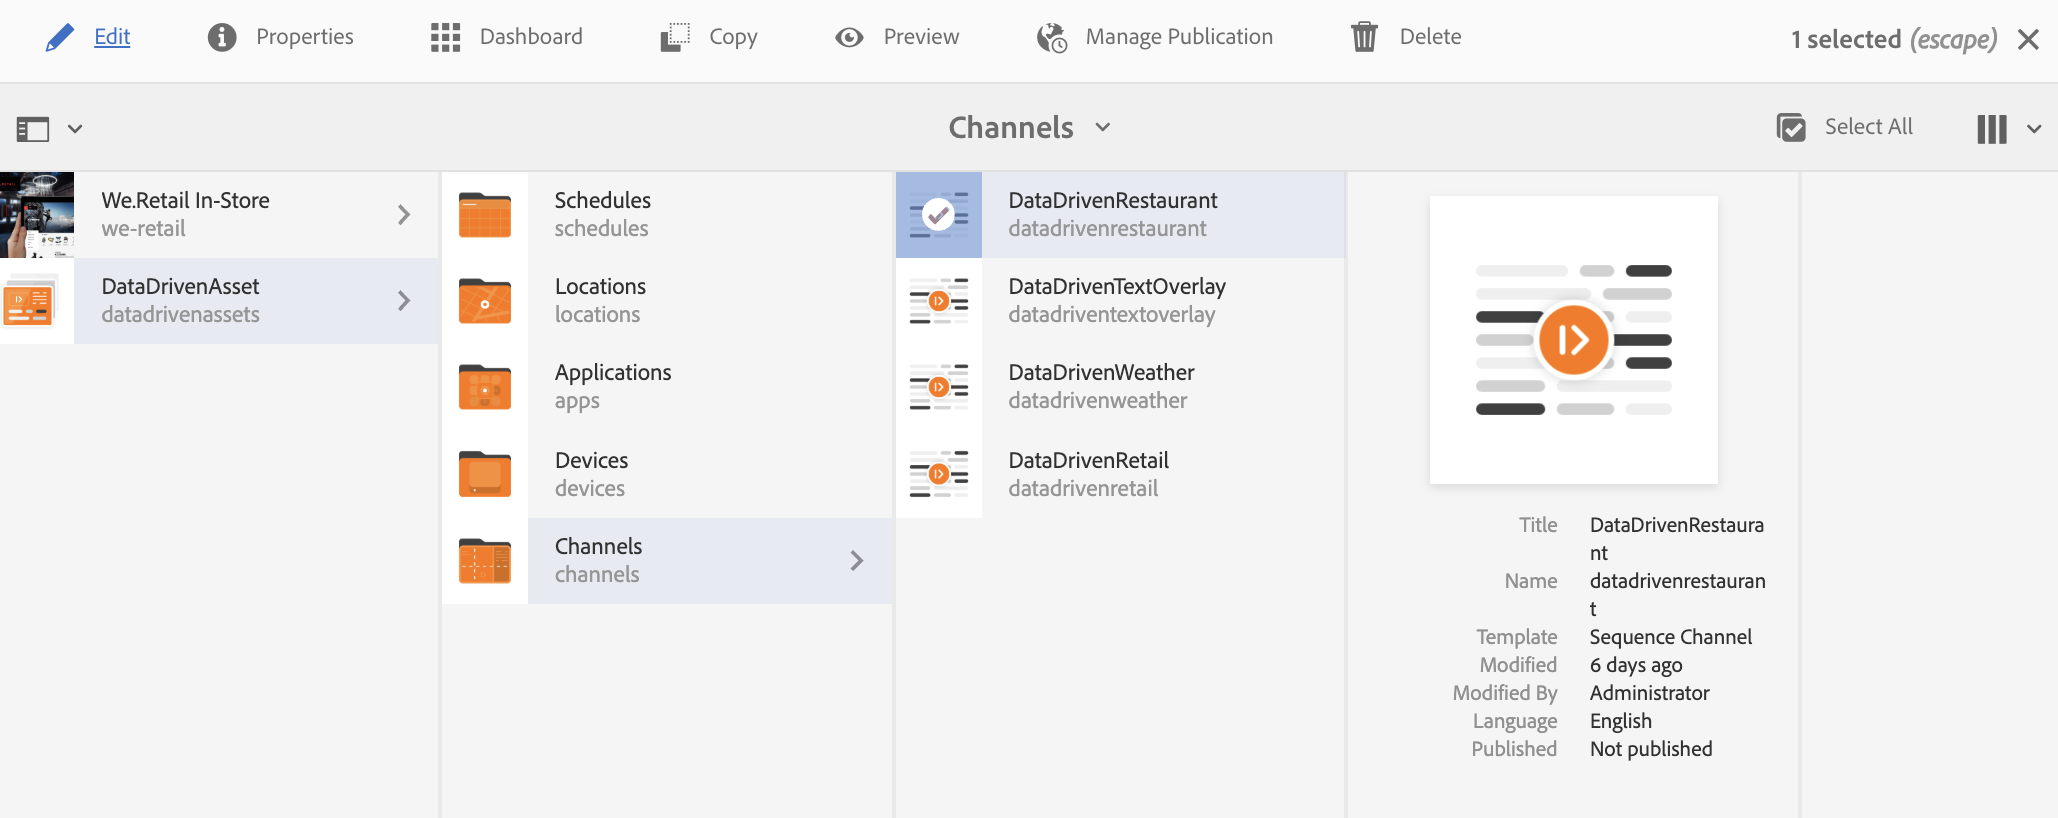 Edit Properties Dashboard Copy Preview Manage Publication Delete 1 selected (escape)
Channels Select All
We.Retail In-Store
we-retail
DataDrivenAsset
datadrivenassets
Schedules
schedules
Locations
locations
Applications
apps
Devices
devices
Channels
channels
DataDrivenRestaurant
datadrivenrestaurant
DataDrivenTextOverlay
datadriventextoverlay
DataDrivenWeather
datadrivenweather
DataDrivenRetail
datadrivenretail
Title DataDrivenRestaura
nt
Name datadrivenrestauran
t
Template Sequence Channel
Modified 6 days ago
Modified By Administrator
Language English
Published Not published